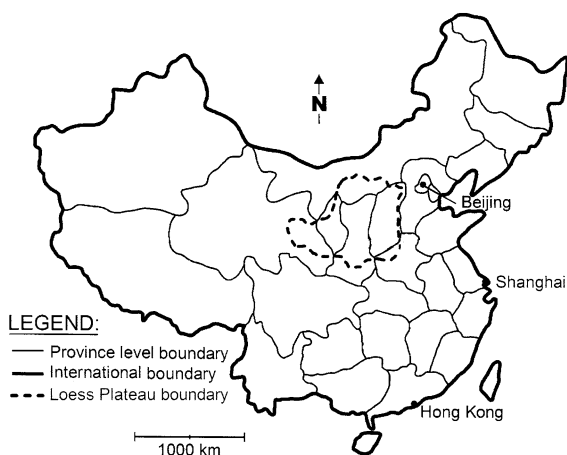 N
Beijing
Shanghai
LEGEND:
Province level boundary
International boundary
Loess Plateau boundary
Hong Kong
1000 km